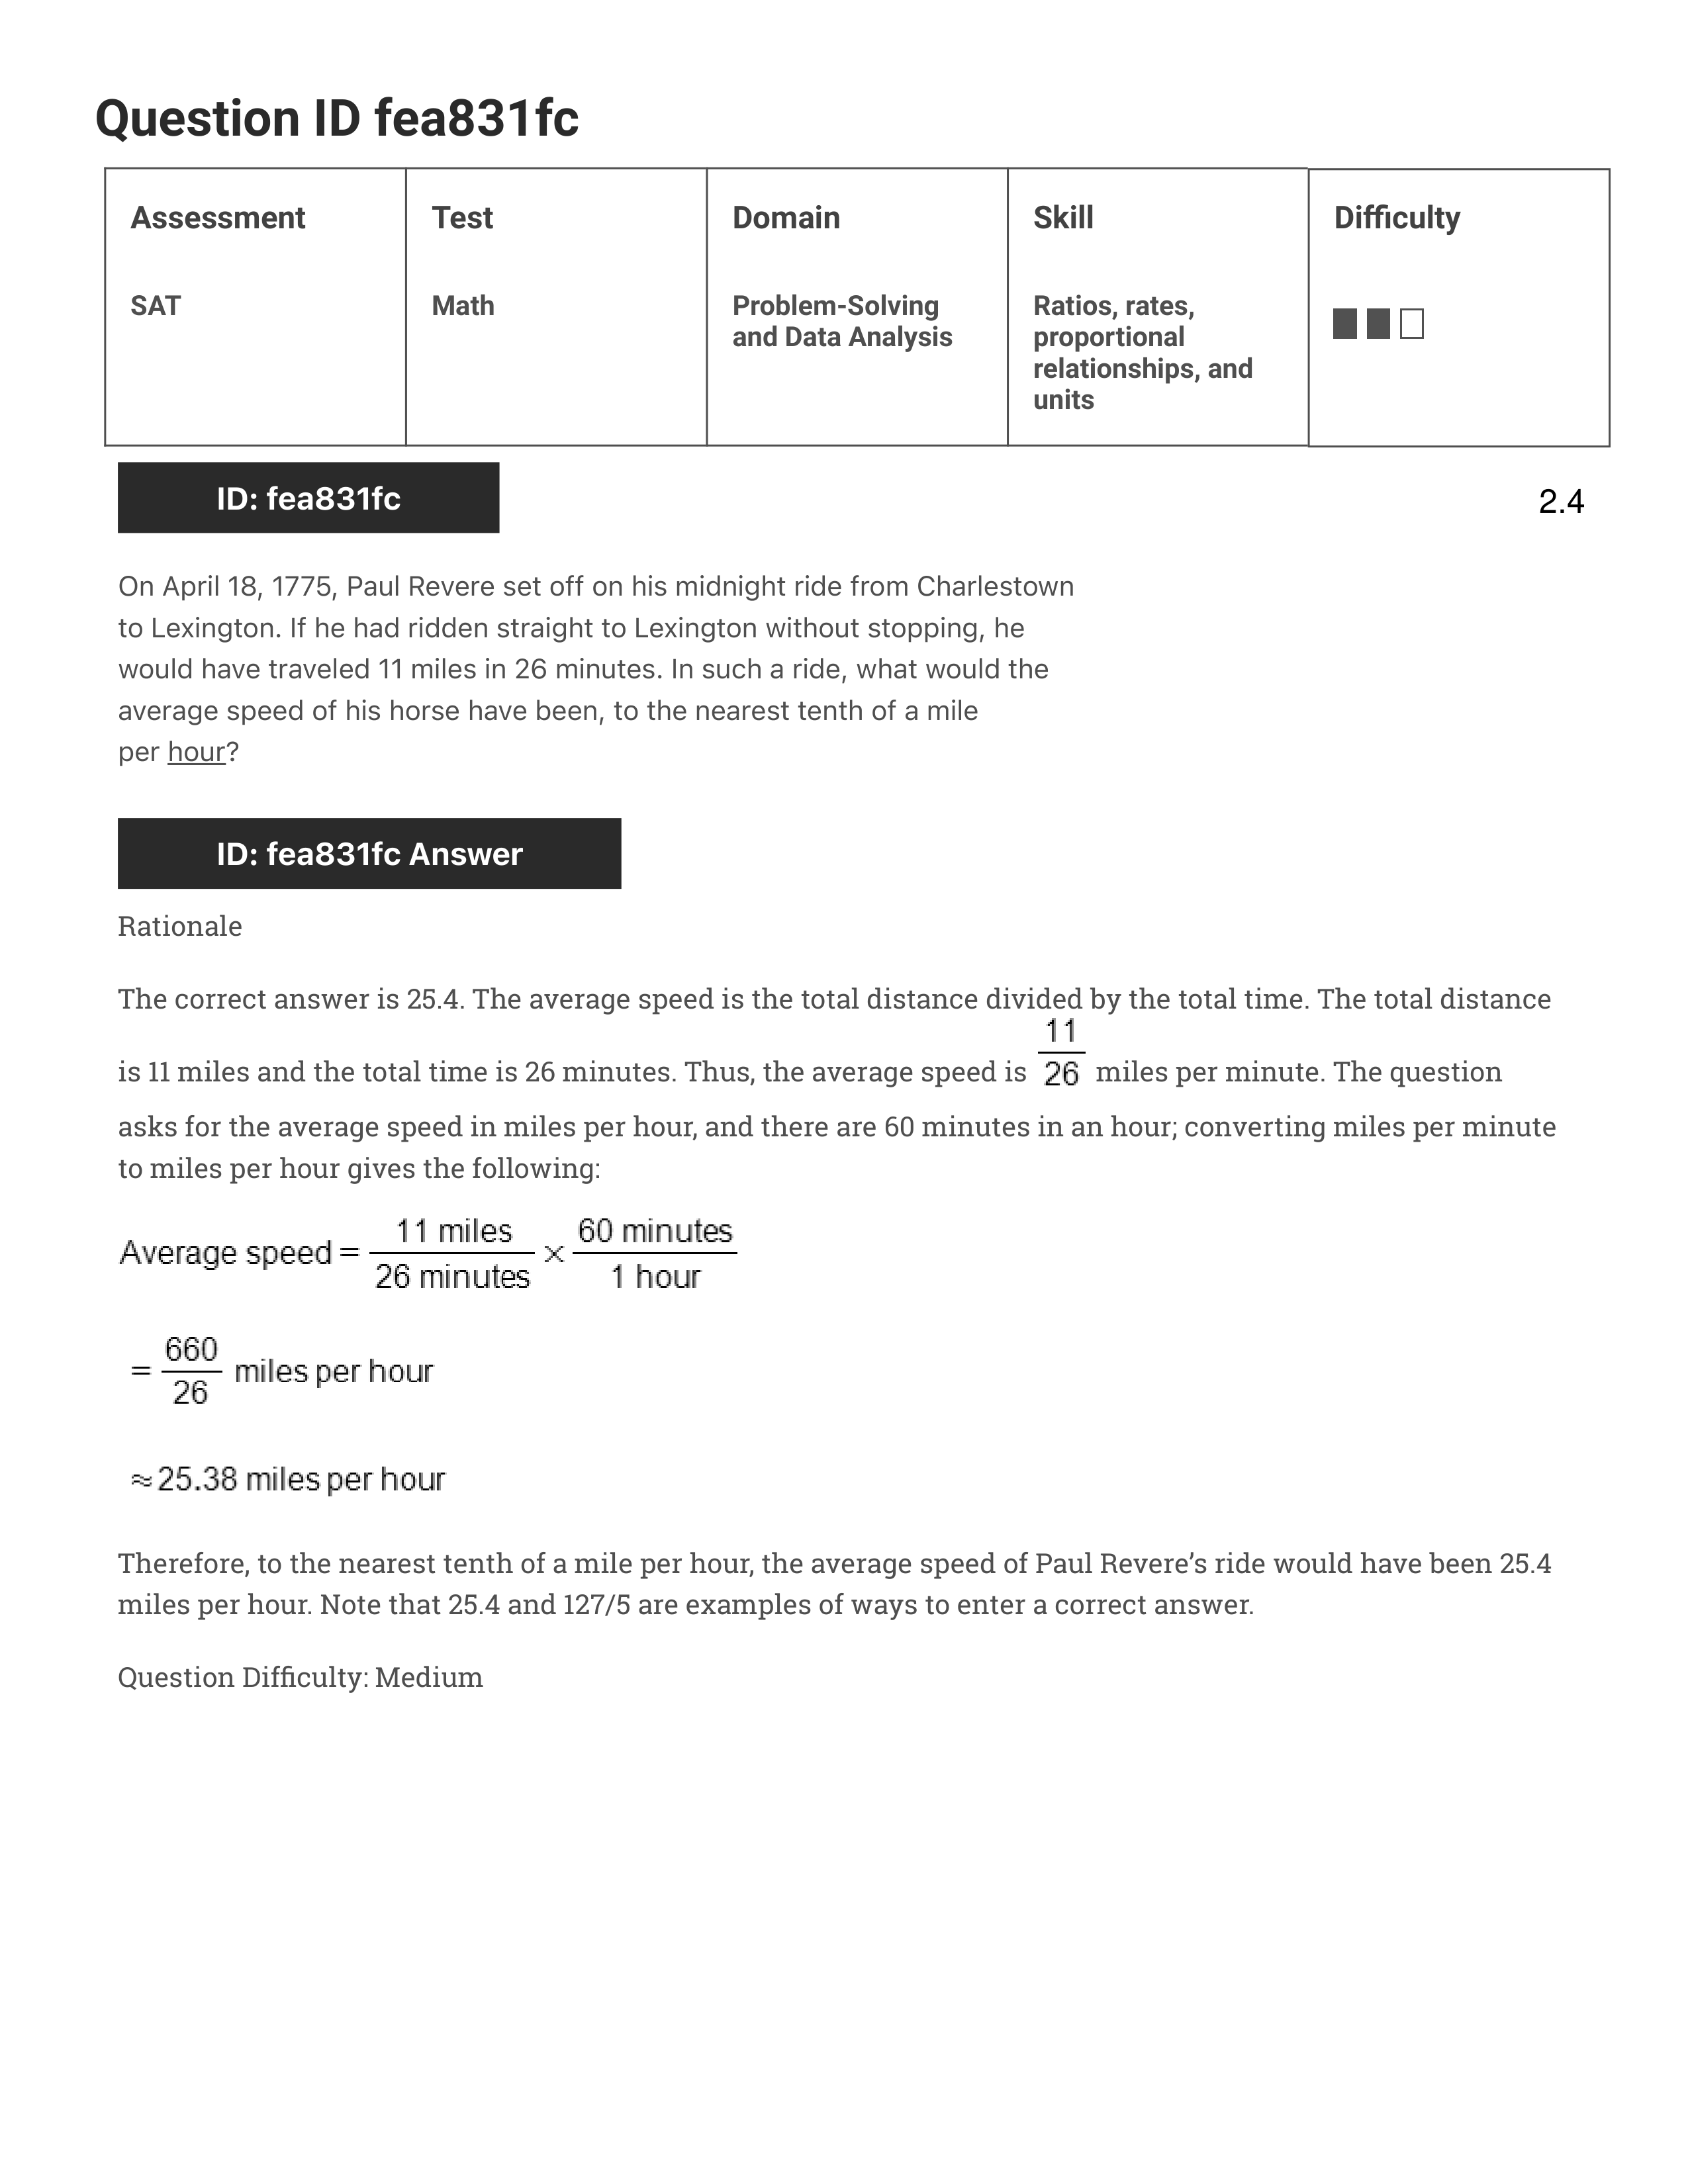 Question ID fea831fc
Assessment Test Domain Skill Difficulty
SAT Math Problem-Solving and Data Analysis Ratios, rates, proportional relationships, and units
ID: fea831fc
2.4
On April 18, 1775, Paul Revere set off on his midnight ride from Charlestown
to Lexington. If he had ridden straight to Lexington without stopping, he
would have traveled 11 miles in 26 minutes. In such a ride, what would the
average speed of his horse have been, to the nearest tenth of a mile
per hour?
ID: fea831fc Answer
Rationale
The correct answer is 25.4. The average speed is the total distance divided by the total time. The total distance
is 11 miles and the total time is 26 minutes. Thus, the average speed is 11/26 miles per minute. The question
asks for the average speed in miles per hour, and there are 60 minutes in an hour; converting miles per minute
to miles per hour gives the following:
Average speed = 11 miles/26 minutes × 60 minutes/1 hour
= 660/26 miles per hour
≈ 25.38 miles per hour
Therefore, to the nearest tenth of a mile per hour, the average speed of Paul Revere’s ride would have been 25.4
miles per hour. Note that 25.4 and 127/5 are examples of ways to enter a correct answer.
Question Difficulty: Medium